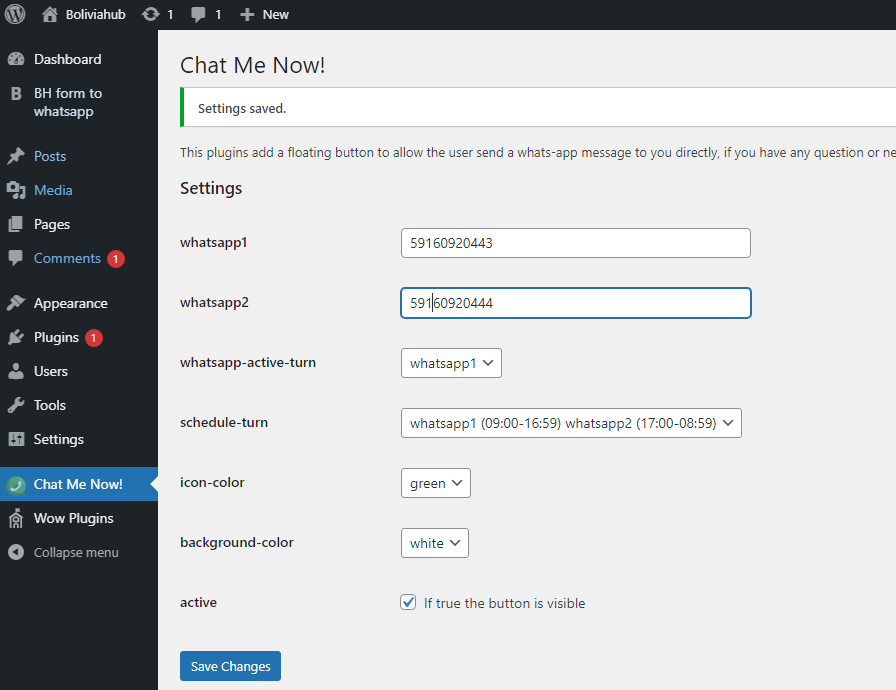 Boliviahub 1 1 New
Dashboard
BH form to
whatsapp
Posts
Media
Pages
Comments 1
Appearance
Plugins 1
Users
Tools
Settings
Chat Me Now!
Wow Plugins
Collapse menu
Chat Me Now!
Settings saved.
This plugins add a floating button to allow the user send a whats-app message to you directly, if you have any question or ne
Settings
whatsapp1 59160920443
whatsapp2 59160920444
whatsapp-active-turn whatsapp1
schedule-turn whatsapp1 (09:00-16:59) whatsapp2 (17:00-08:59)
icon-color green
background-color white
active If true the button is visible
Save Changes